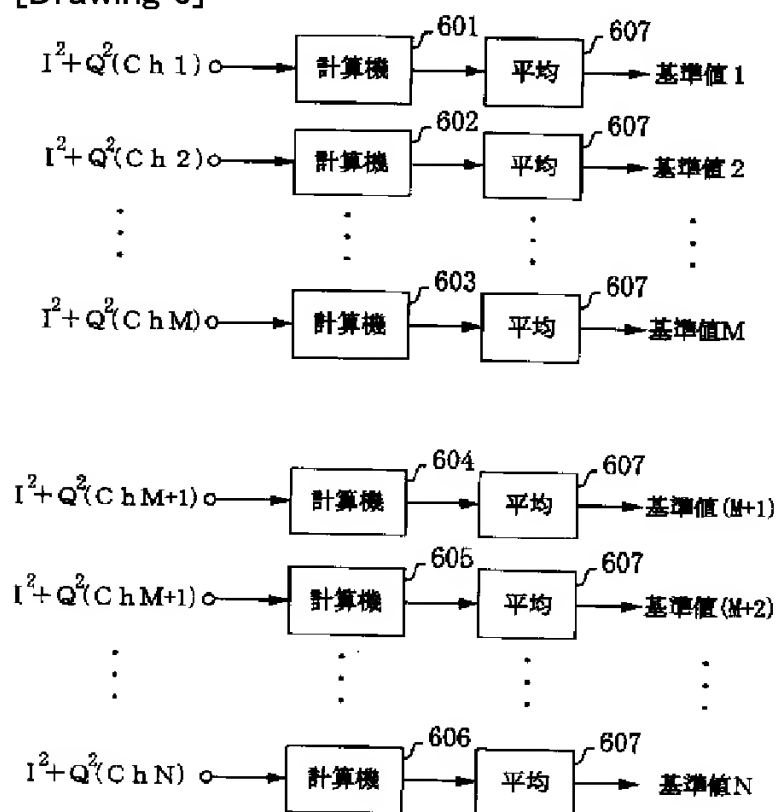 601 607
I²+Q²(Ch1) 計算機 平均 基準値1
602 607
I²+Q²(Ch2) 計算機 平均 基準値2
603 607
I²+Q²(ChM) 計算機 平均 基準値M
604 607
I²+Q²(ChM+1) 計算機 平均 基準値(M+1)
605 607
I²+Q²(ChM+1) 計算機 平均 基準値(M+2)
606 607
I²+Q²(ChN) 計算機 平均 基準値N